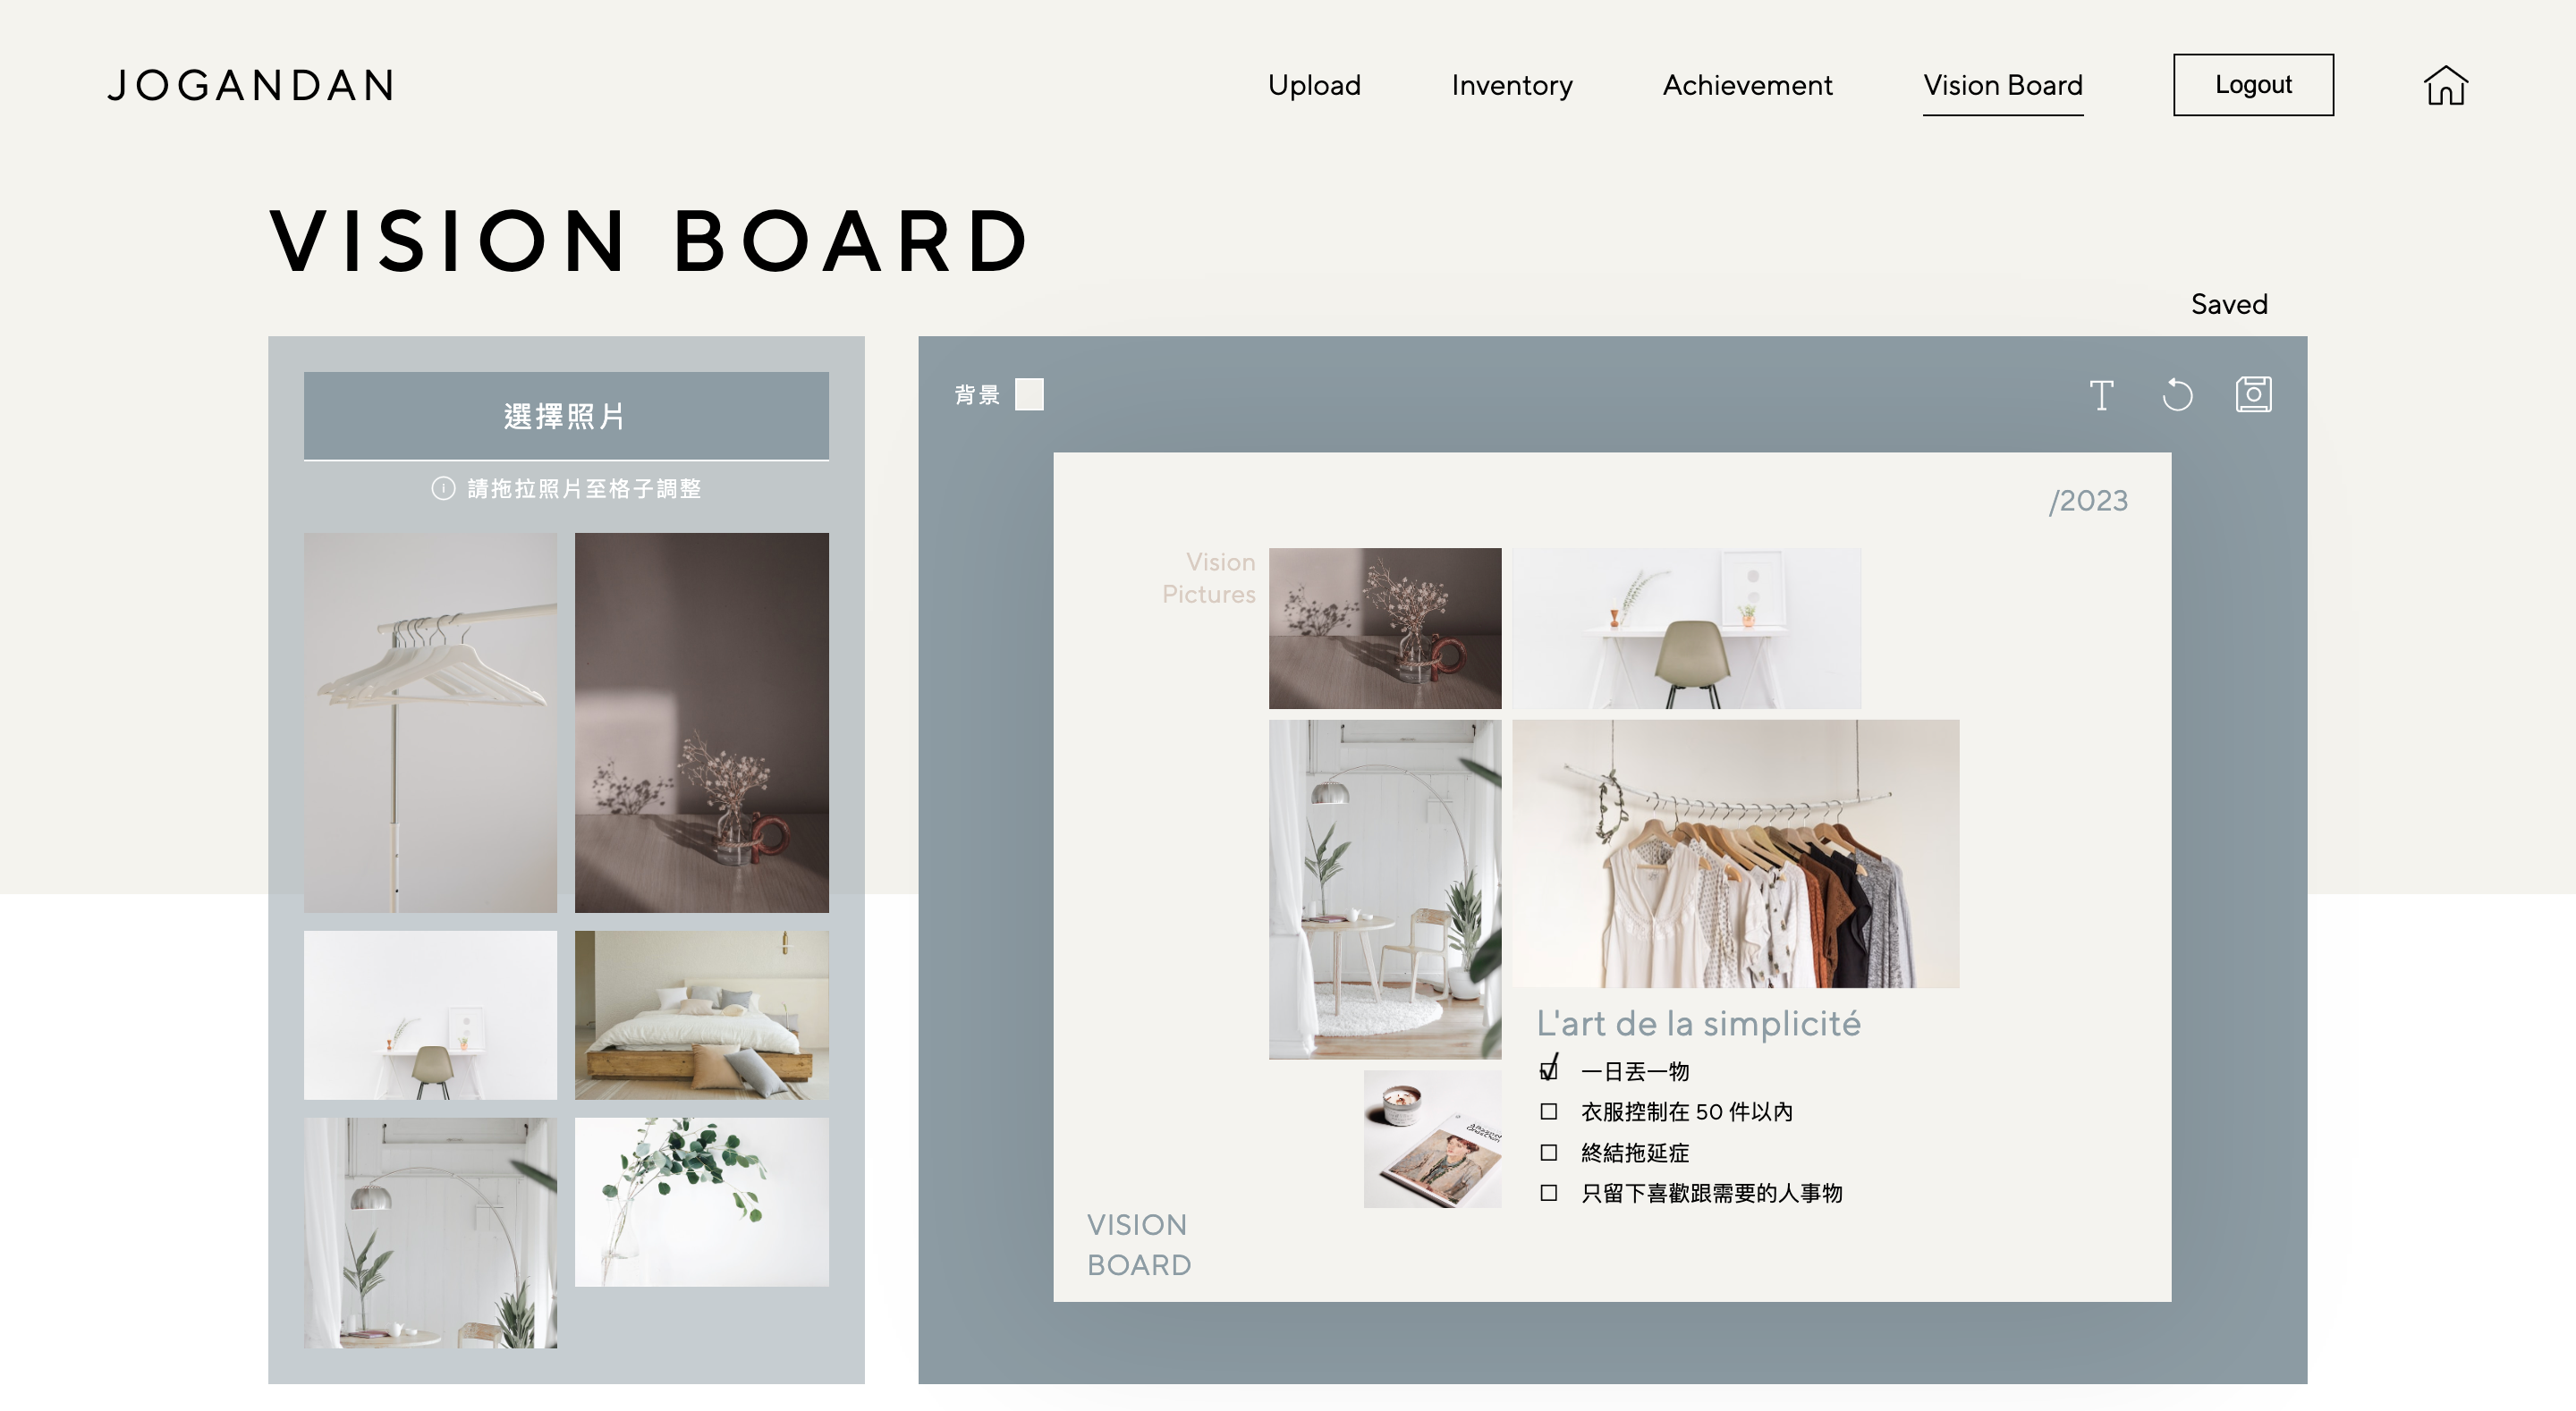 JOGANDAN
Upload
Inventory
Achievement
Vision Board
Logout
VISION BOARD
Saved
選擇照片
請拖拉照片至格子調整
背景
/2023
Vision
Pictures
L'art de la simplicité
一日丟一物
衣服控制在 50 件以內
終結拖延症
只留下喜歡跟需要的人事物
VISION
BOARD